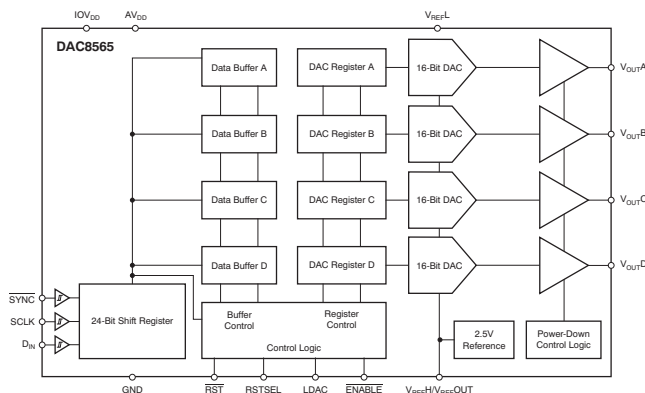 IOVDD AVDD VREFL
DAC8565
Data Buffer A DAC Register A 16-Bit DAC VOUTA
Data Buffer B DAC Register B 16-Bit DAC VOUTB
Data Buffer C DAC Register C 16-Bit DAC VOUTC
Data Buffer D DAC Register D 16-Bit DAC VOUTD
SYNC
SCLK
DIN
24-Bit Shift Register
Buffer
Control
Register
Control
Control Logic
2.5V
Reference
Power-Down
Control Logic
GND RST RSTSEL LDAC ENABLE VREFH/VREFOUT